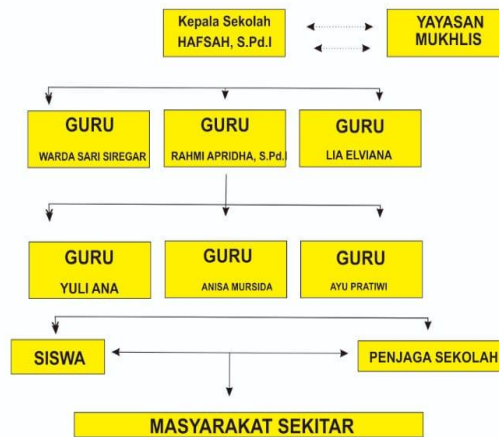 Kepala Sekolah
HAFSAH, S.Pd.I
YAYASAN
MUKHLIS
GURU
WARDA SARI SIREGAR
GURU
RAHMI APRIDHA, S.Pd.I
GURU
LIA ELVIANA
GURU
YULI ANA
GURU
ANISA MURSIDA
GURU
AYU PRATIWI
SISWA
PENJAGA SEKOLAH
MASYARAKAT SEKITAR